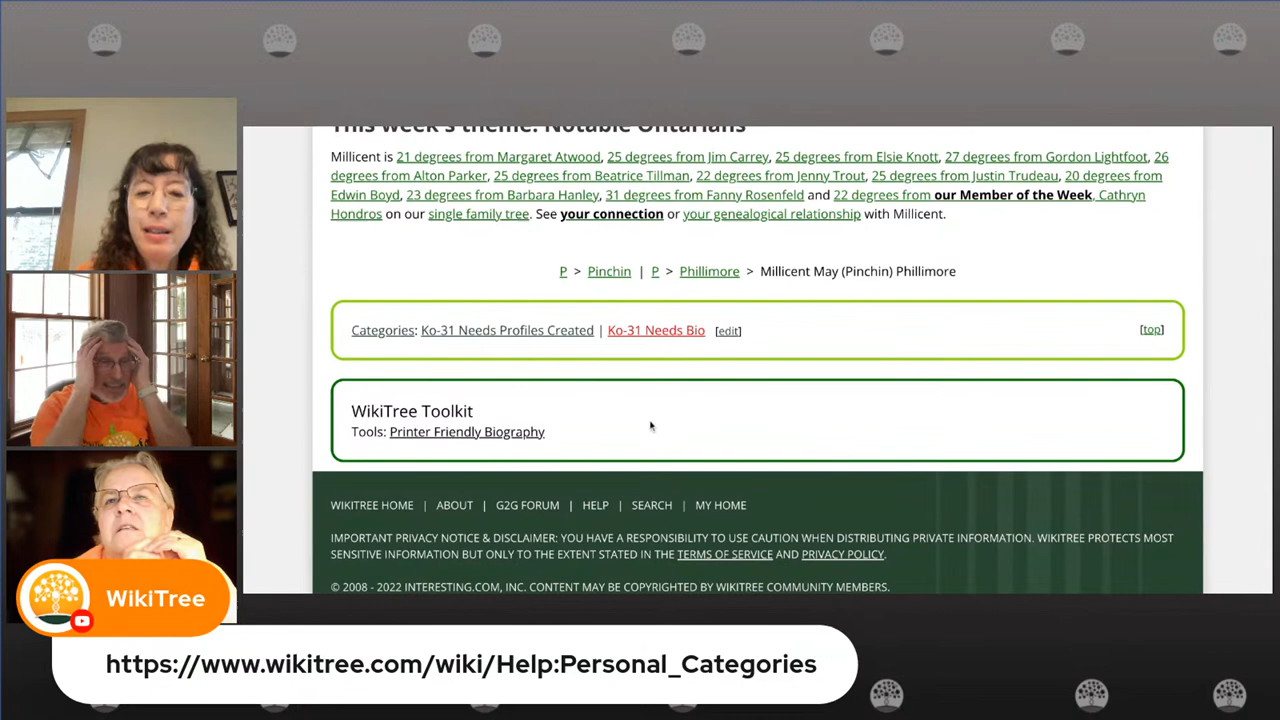 This week's theme: Notable Ontarians
Millicent is 21 degrees from Margaret Atwood, 25 degrees from Jim Carrey, 25 degrees from Elsie Knott, 27 degrees from Gordon Lightfoot, 26
degrees from Alton Parker, 25 degrees from Beatrice Tillman, 22 degrees from Jenny Trout, 25 degrees from Justin Trudeau, 20 degrees from
Edwin Boyd, 23 degrees from Barbara Hanley, 31 degrees from Fanny Rosenfeld and 22 degrees from our Member of the Week, Cathryn
Hondros on our single family tree. See your connection or your genealogical relationship with Millicent.
P > Pinchin | P > Phillimore > Millicent May (Pinchin) Phillimore
Categories: Ko-31 Needs Profiles Created | Ko-31 Needs Bio [edit] [top]
WikiTree Toolkit
Tools: Printer Friendly Biography
WIKITREE HOME | ABOUT | G2G FORUM | HELP | SEARCH | MY HOME
IMPORTANT PRIVACY NOTICE & DISCLAIMER: YOU HAVE A RESPONSIBILITY TO USE CAUTION WHEN DISTRIBUTING PRIVATE INFORMATION. WIKITREE PROTECTS MOST
SENSITIVE INFORMATION BUT ONLY TO THE EXTENT STATED IN THE TERMS OF SERVICE AND PRIVACY POLICY.
© 2008 - 2022 INTERESTING.COM, INC. CONTENT MAY BE COPYRIGHTED BY WIKITREE COMMUNITY MEMBERS.
WikiTree
https://www.wikitree.com/wiki/Help:Personal_Categories